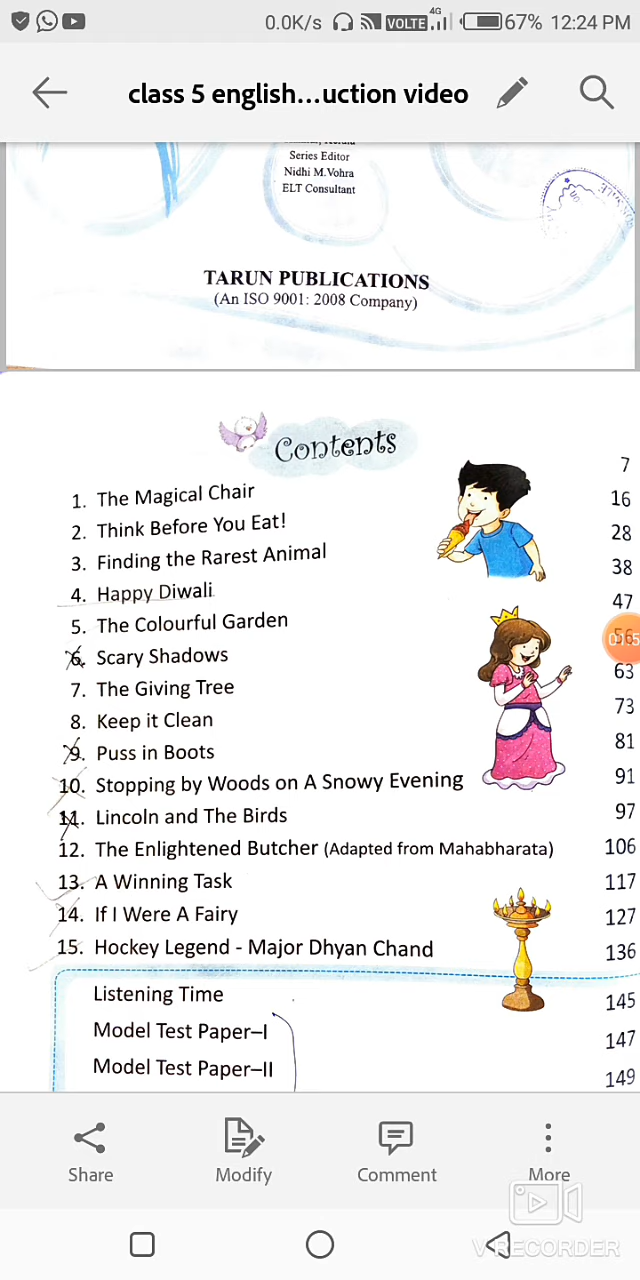 0.0K/s VOLTE 4G 67% 12:24 PM
class 5 english...uction video
Series Editor
Nidhi M.Vohra
ELT Consultant
TARUN PUBLICATIONS
(An ISO 9001: 2008 Company)
Contents
7
1. The Magical Chair 16
2. Think Before You Eat! 28
3. Finding the Rarest Animal 38
4. Happy Diwali 47
5. The Colourful Garden
6. Scary Shadows 63
7. The Giving Tree 73
8. Keep it Clean 81
9. Puss in Boots 91
10. Stopping by Woods on A Snowy Evening 97
11. Lincoln and The Birds
12. The Enlightened Butcher (Adapted from Mahabharata) 106
13. A Winning Task 117
14. If I Were A Fairy 127
15. Hockey Legend - Major Dhyan Chand 136
Listening Time 145
Model Test Paper–I 147
Model Test Paper–II 149
Share Modify Comment More
V RECORDER